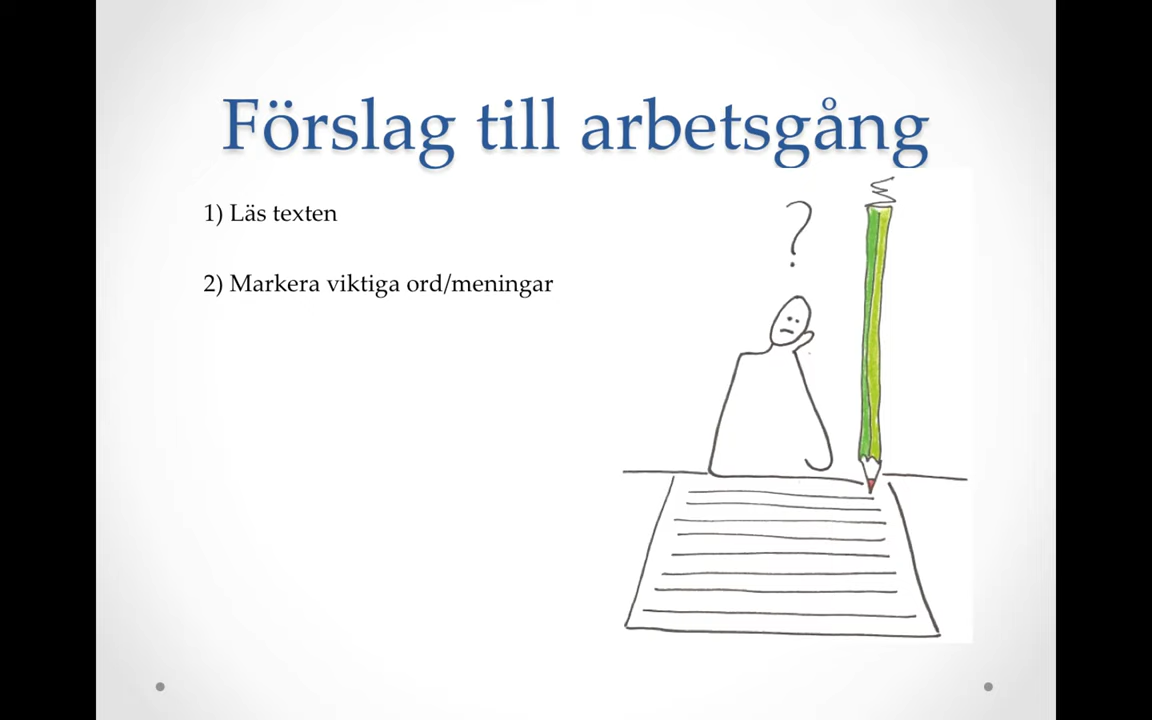 Förslag till arbetsgång
1) Läs texten
2) Markera viktiga ord/meningar
?